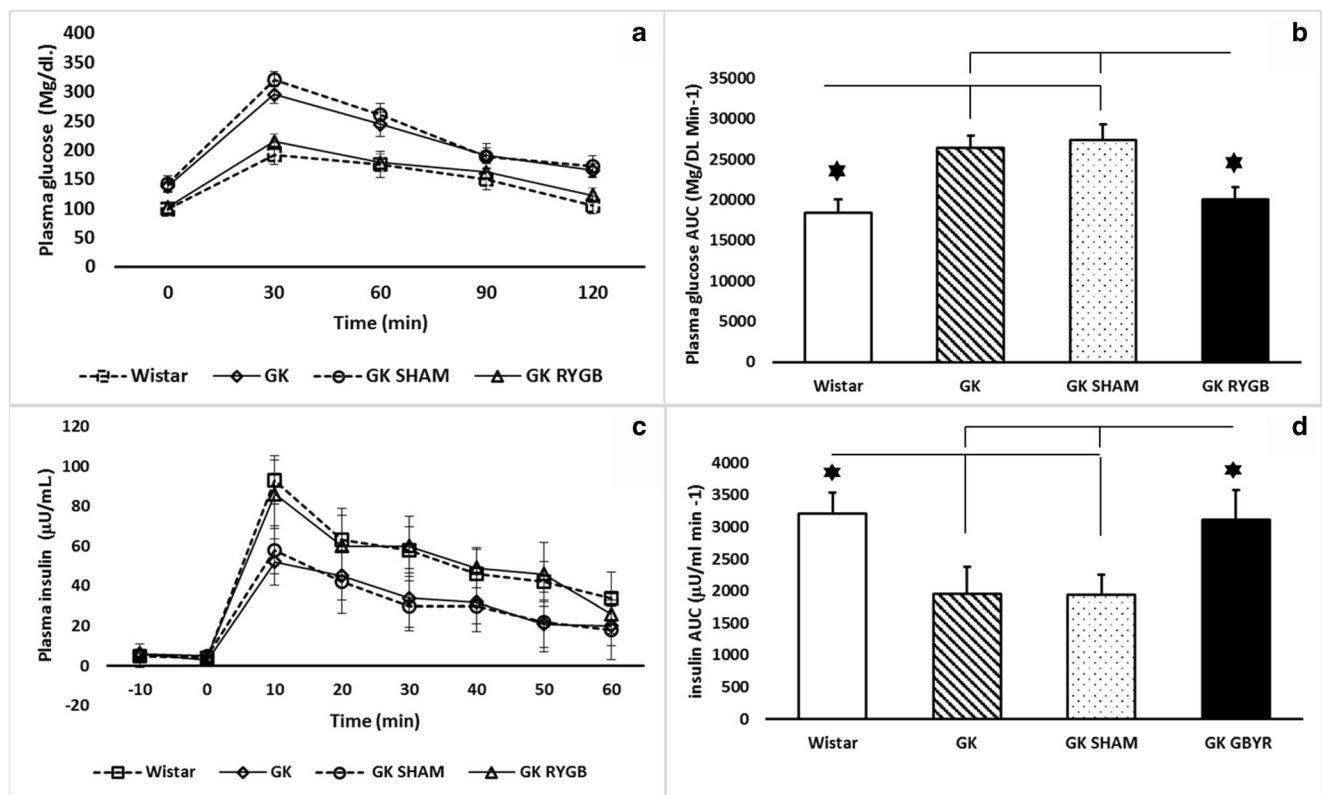 a
400
350
300
250
200
150
100
50
0
Plasma glucose (Mg/dl.)
0 30 60 90 120
Time (min)
Wistar GK GK SHAM GK RYGB
b
35000
30000
25000
20000
15000
10000
5000
0
Plasma glucose AUC (Mg/DL Min-1)
Wistar GK GK SHAM GK RYGB
c
120
100
80
60
40
20
0
-20
Plasma insulin (μU/mL.)
-10 0 10 20 30 40 50 60
Time (min)
Wistar GK GK SHAM GK RYGB
d
4000
3500
3000
2500
2000
1500
1000
500
0
insulin AUC (μU/ml min -1)
Wistar GK GK SHAM GK GBYR